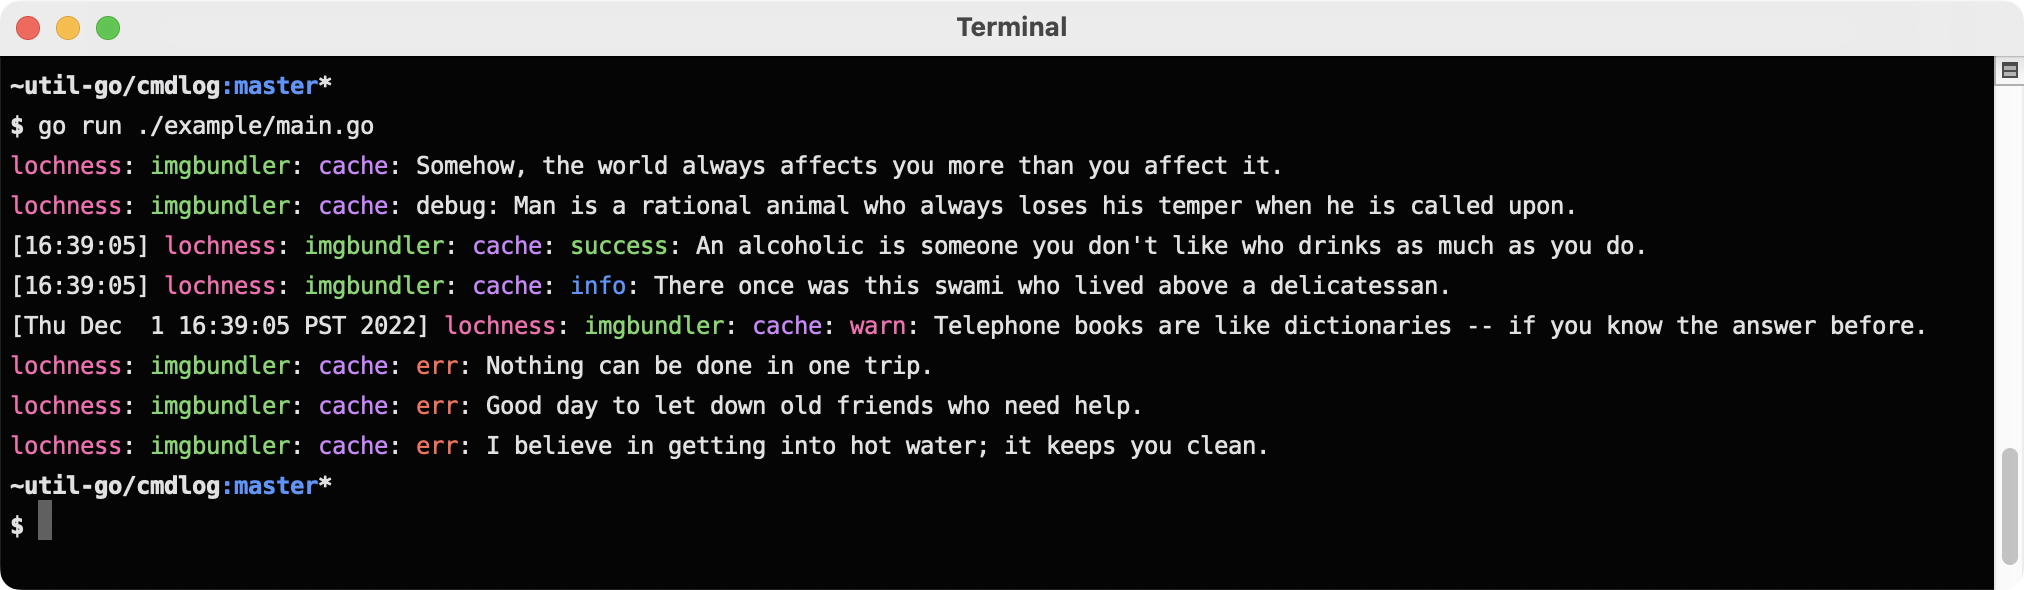 Terminal
~util-go/cmdlog:master*
$ go run ./example/main.go
lochness: imgbundler: cache: Somehow, the world always affects you more than you affect it.
lochness: imgbundler: cache: debug: Man is a rational animal who always loses his temper when he is called upon.
[16:39:05] lochness: imgbundler: cache: success: An alcoholic is someone you don't like who drinks as much as you do.
[16:39:05] lochness: imgbundler: cache: info: There once was this swami who lived above a delicatessan.
[Thu Dec  1 16:39:05 PST 2022] lochness: imgbundler: cache: warn: Telephone books are like dictionaries -- if you know the answer before.
lochness: imgbundler: cache: err: Nothing can be done in one trip.
lochness: imgbundler: cache: err: Good day to let down old friends who need help.
lochness: imgbundler: cache: err: I believe in getting into hot water; it keeps you clean.
~util-go/cmdlog:master*
$